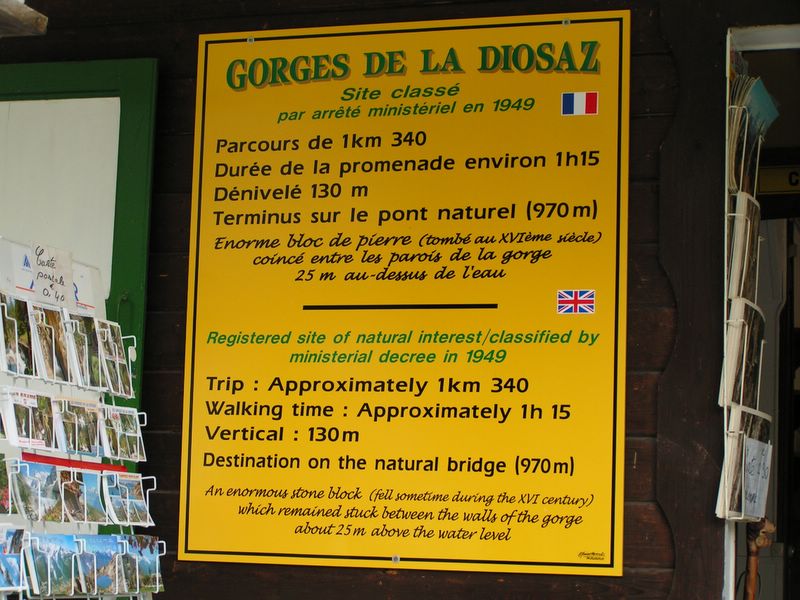 GORGES DE LA DIOSAZ
Site classé
par arrêté ministériel en 1949
Parcours de 1km 340
Durée de la promenade environ 1h15
Dénivelé 130 m
Terminus sur le pont naturel (970m)
Enorme bloc de pierre (tombé au XVIème siècle)
coincé entre les parois de la gorge
25 m au-dessus de l'eau
Registered site of natural interest/classified by
ministerial decree in 1949
Trip : Approximately 1km 340
Walking time : Approximately 1h 15
Vertical : 130m
Destination on the natural bridge (970m)
An enormous stone block (fell sometime during the XVI century)
which remained stuck between the walls of the gorge
about 25m above the water level
Carte
postale
€
0,40